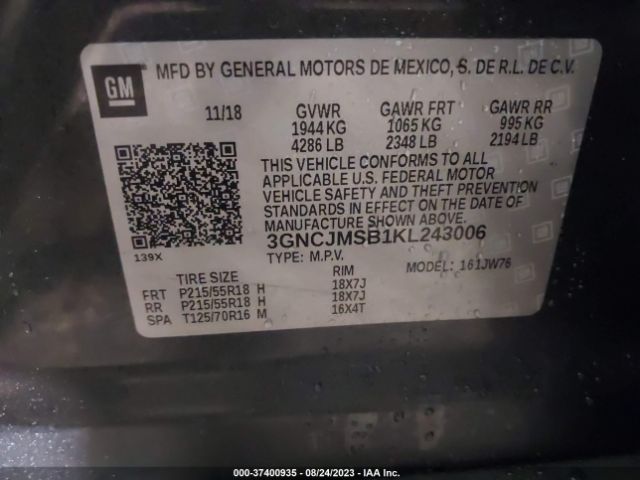 GM
MFD BY GENERAL MOTORS DE MEXICO, S. DE R.L. DE C.V.
11/18 GVWR GAWR FRT GAWR RR
1944 KG 1065 KG 995 KG
4286 LB 2348 LB 2194 LB
THIS VEHICLE CONFORMS TO ALL
APPLICABLE U.S. FEDERAL MOTOR
VEHICLE SAFETY AND THEFT PREVENTION
STANDARDS IN EFFECT ON THE DATE OF
MANUFACTURE SHOWN ABOVE.
3GNCJMSB1KL243006
139X TYPE: M.P.V. MODEL: 161JW76
TIRE SIZE RIM
FRT P215/55R18 H 18X7J
RR P215/55R18 H 18X7J
SPA T125/70R16 M 16X4T
000-37400935 - 08/24/2023 - IAA Inc.